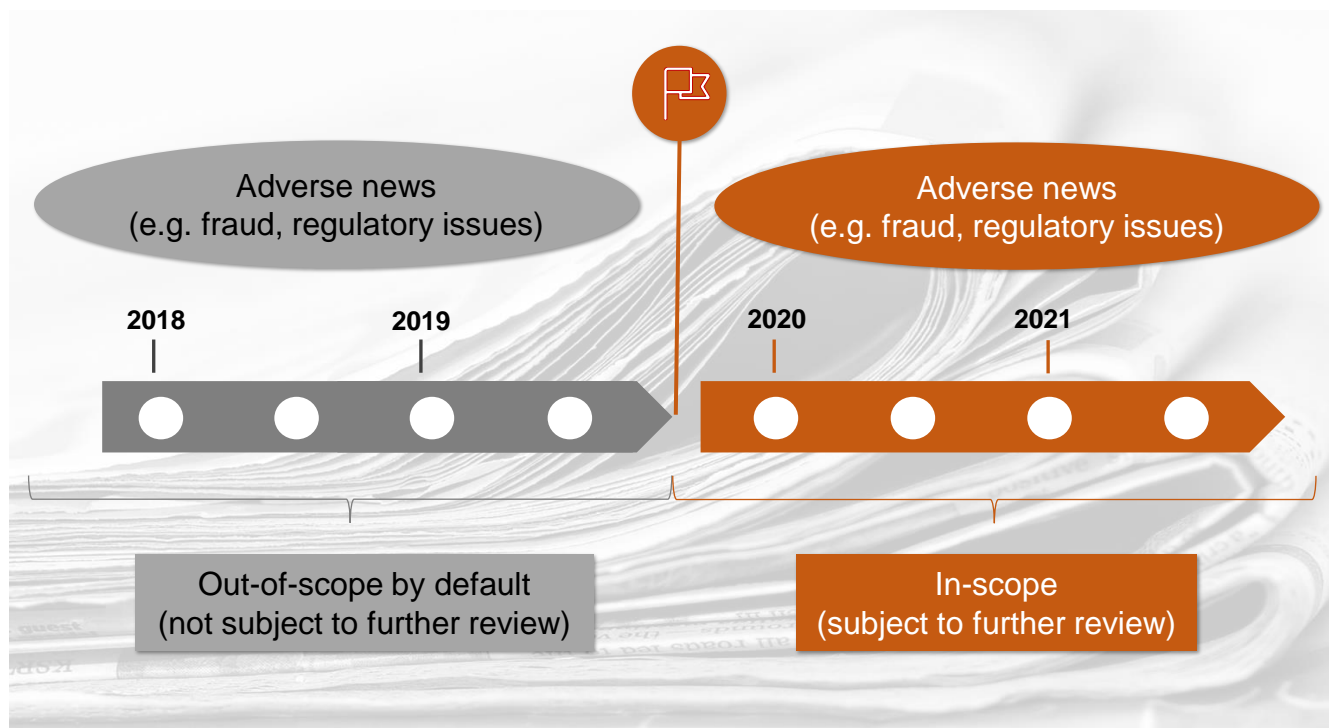 Adverse news
(e.g. fraud, regulatory issues)
Adverse news
(e.g. fraud, regulatory issues)
2018
2019
2020
2021
Out-of-scope by default
(not subject to further review)
In-scope
(subject to further review)